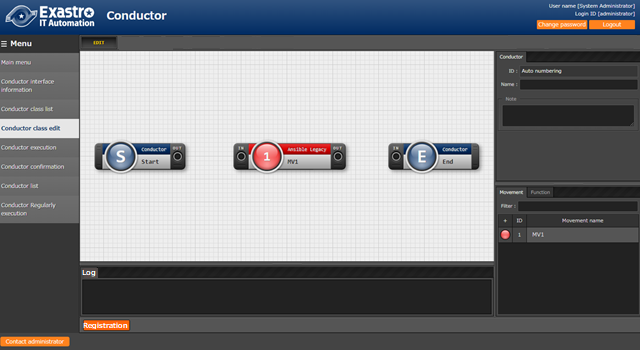 Exastro
IT Automation
Conductor
User name [System Administrator]
Login ID [administrator]
Change password
Logout
Menu
Main menu
Conductor interface
information
Conductor class list
Conductor class edit
Conductor execution
Conductor confirmation
Conductor list
Conductor Regularly
execution
Contact administrator
EDIT
S
Conductor
OUT
Start
IN
1
Ansible Legacy
OUT
MV1
IN
E
Conductor
End
Log
Registration
Conductor
ID : Auto numbering
Name :
Note
Movement Function
Filter :
+ ID Movement name
1 MV1